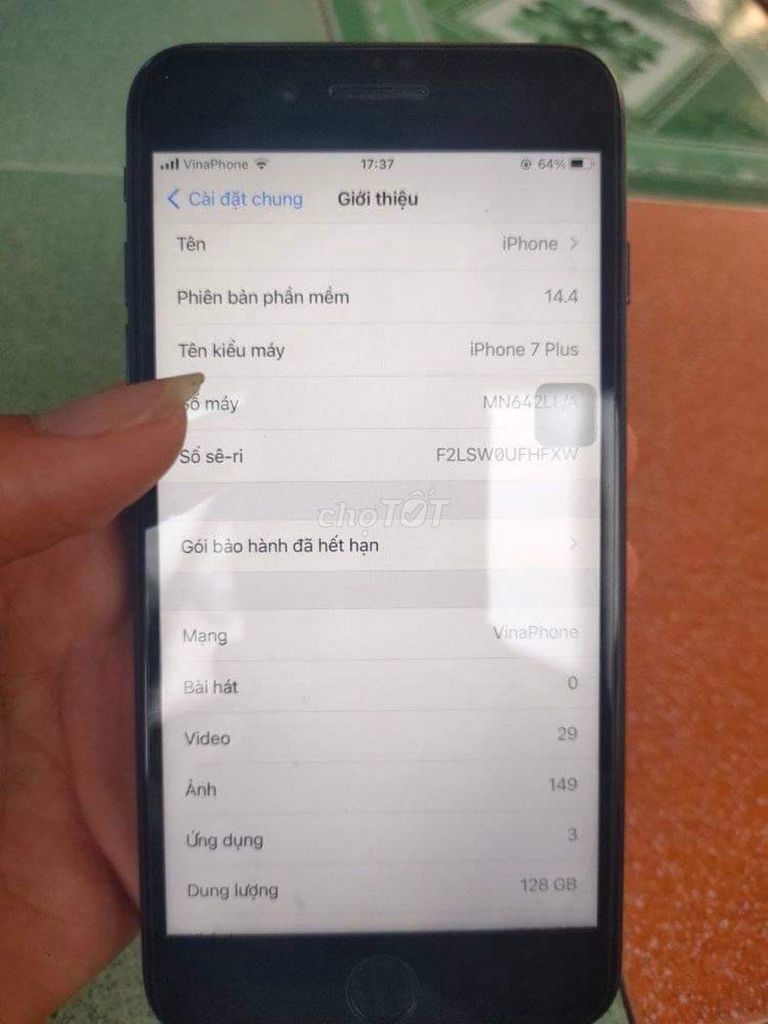 VinaPhone 17:37 64%
Cài đặt chung Giới thiệu
Tên iPhone
Phiên bản phần mềm 14.4
Tên kiểu máy iPhone 7 Plus
Số máy MN642LL/A
Số sê-ri F2LSW0UFHFXW
chợTỐT
Gói bảo hành đã hết hạn
Mạng VinaPhone
Bài hát 0
Video 29
Ảnh 149
Ứng dụng 3
Dung lượng 128 GB